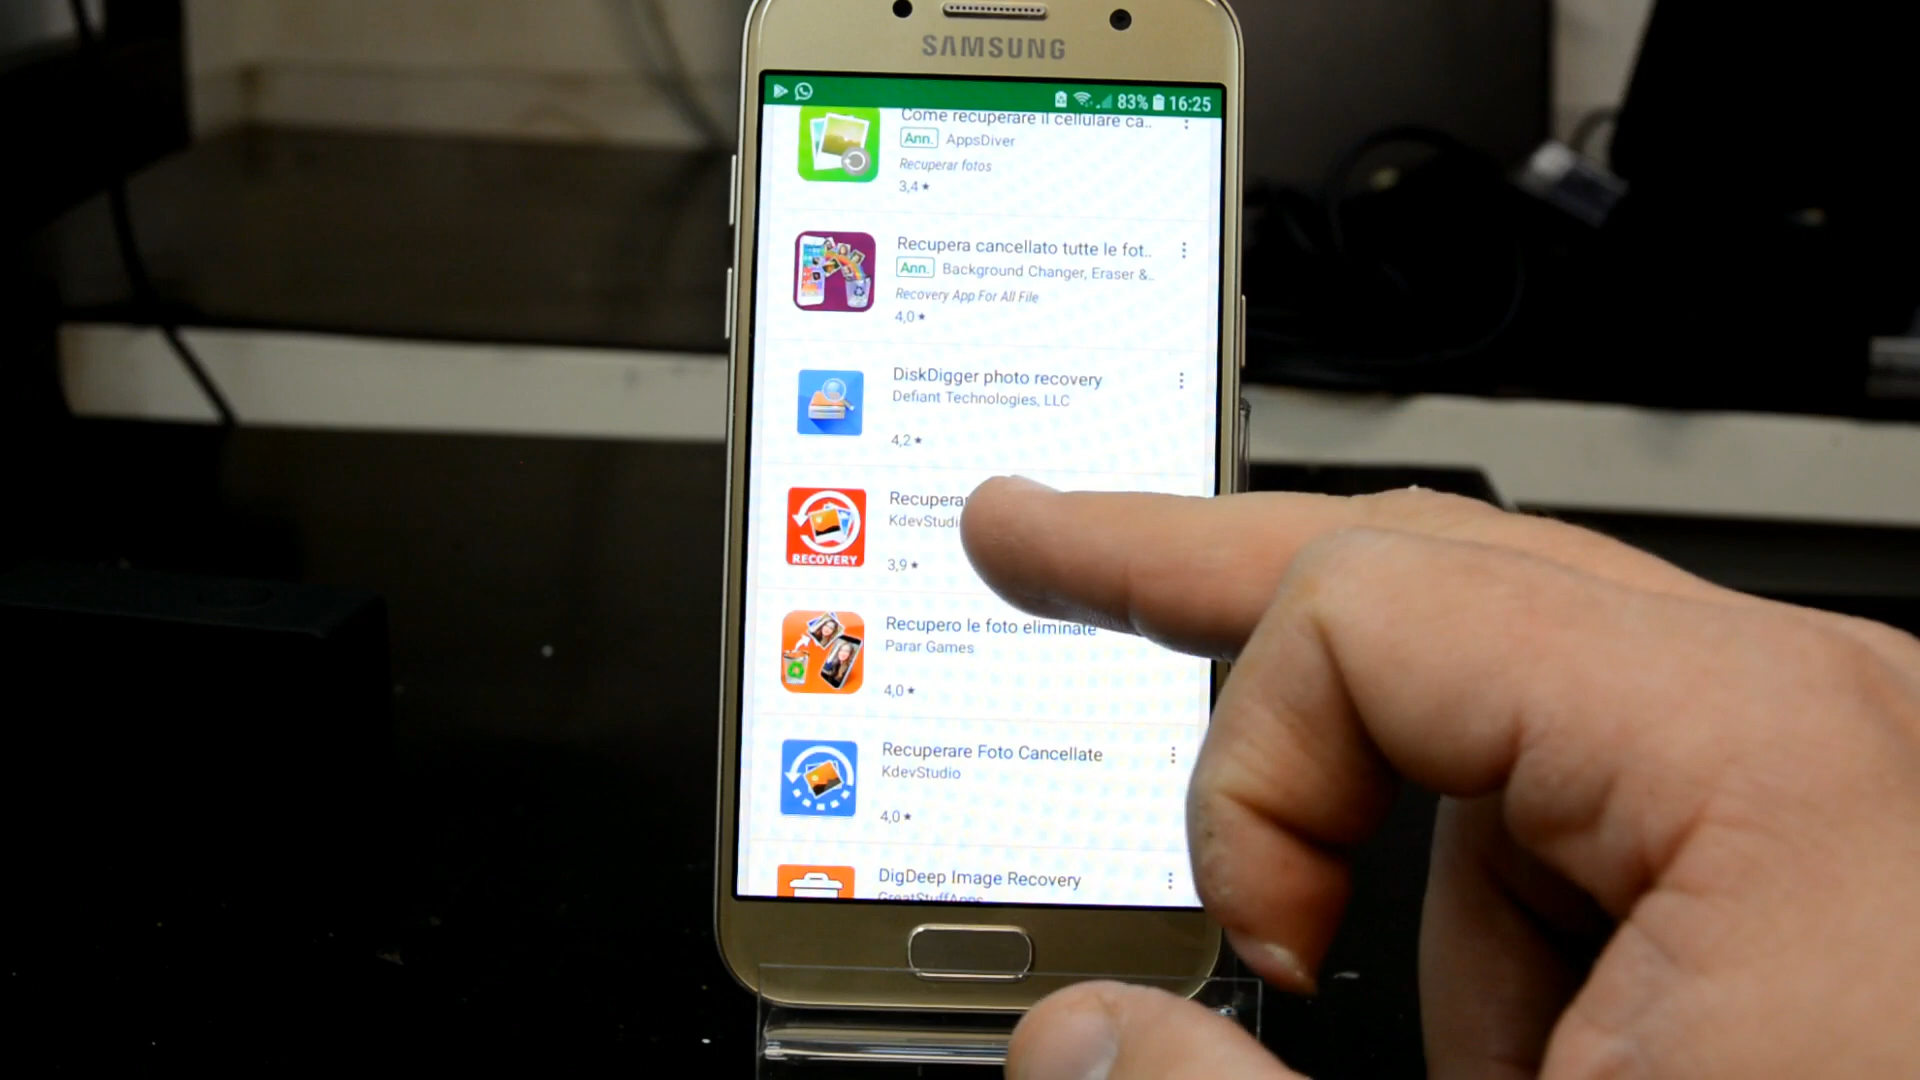 SAMSUNG
83% 16:25
Come recuperare il cellulare ca..
Ann. AppsDiver
Recuperar fotos
3,4 ★
Recupera cancellato tutte le fot..
Ann. Background Changer, Eraser &..
Recovery App For All File
4,0 ★
DiskDigger photo recovery
Defiant Technologies, LLC
4,2 ★
RECOVERY
Recuperar
KdevStudi
3,9 ★
Recupero le foto eliminate
Parar Games
4,0 ★
Recuperare Foto Cancellate
KdevStudio
4,0 ★
DigDeep Image Recovery
GreatStuffApps